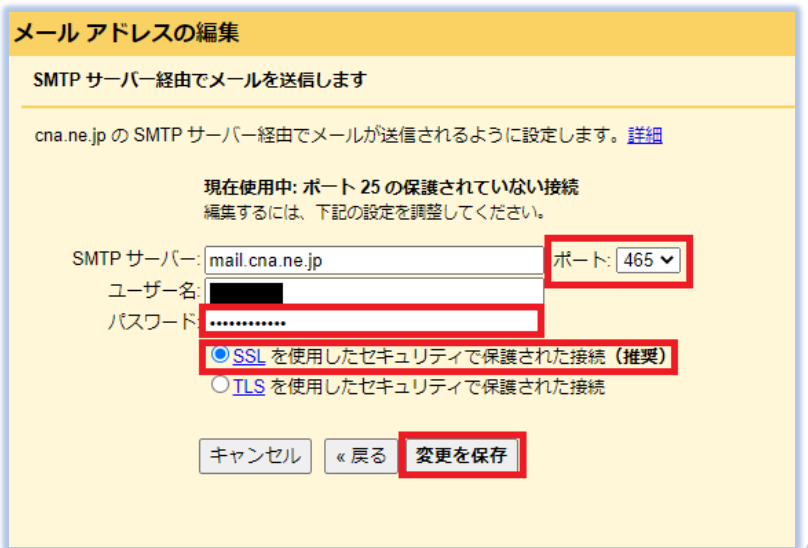 メール アドレスの編集
SMTP サーバー経由でメールを送信します
cna.ne.jp の SMTP サーバー経由でメールが送信されるように設定します。詳細
現在使用中: ポート 25 の保護されていない接続
編集するには、下記の設定を調整してください。
SMTP サーバー: mail.cna.ne.jp ポート: 465
ユーザー名:
パスワード: ••••••••••••
SSL を使用したセキュリティで保護された接続（推奨）
TLS を使用したセキュリティで保護された接続
キャンセル « 戻る 変更を保存